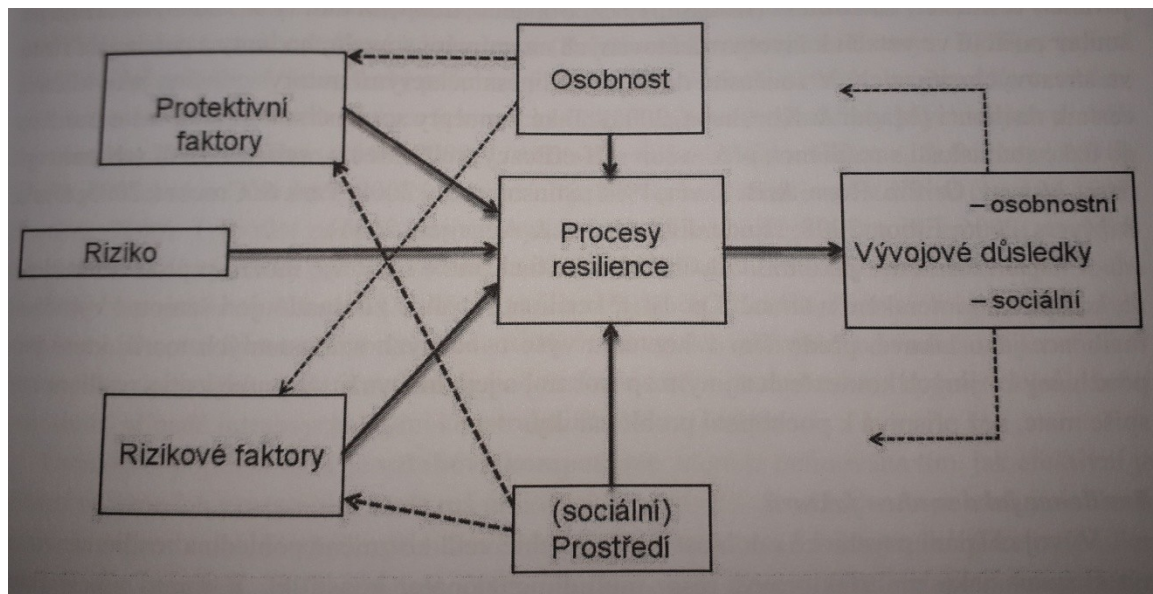 Osobnost
Protektivní
faktory
– osobnostní
Riziko
Procesy
resilience
Vývojové důsledky
– sociální
Rizikové faktory
(sociální)
Prostředí